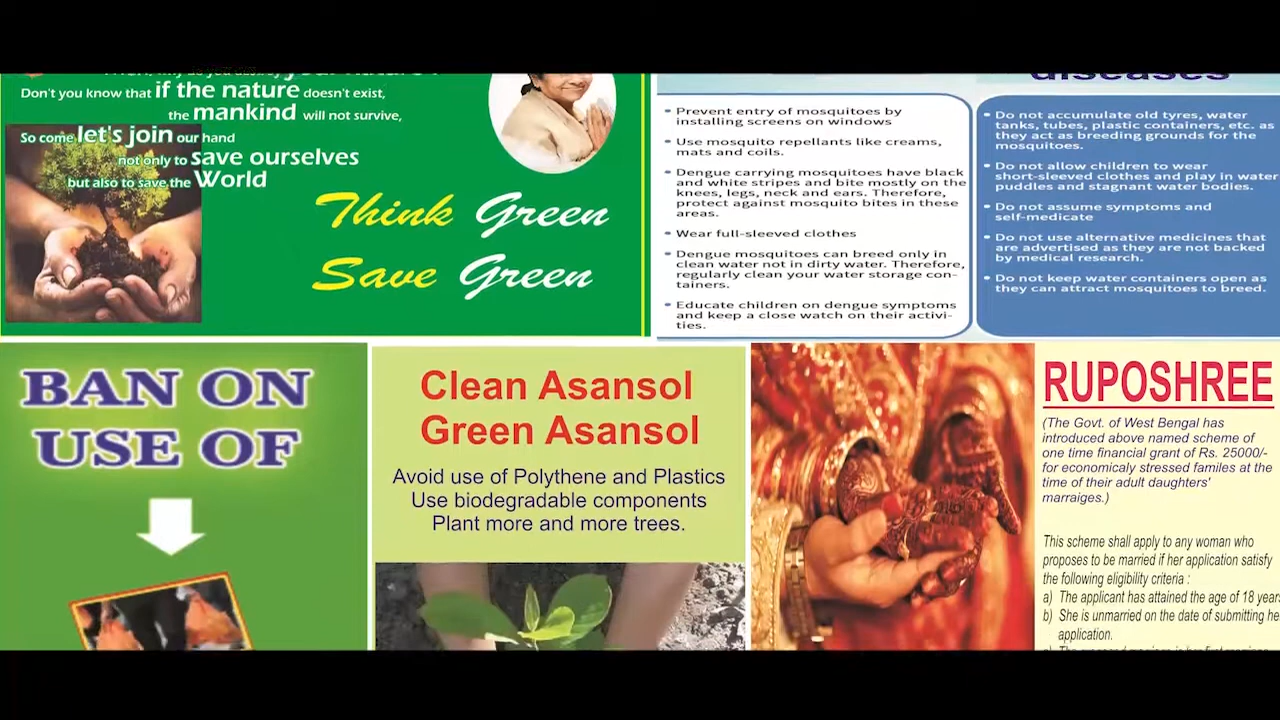 Don't you know that if the nature doesn't exist,
the mankind will not survive,
So come let's join our hand
not only to save ourselves
but also to save the World
Think Green
Save Green
diseases
• Prevent entry of mosquitoes by
installing screens on windows
• Use mosquito repellants like creams,
mats and coils.
• Dengue carrying mosquitoes have black
and white stripes and bite mostly on the
knees, legs, neck and ears. Therefore,
protect against mosquito bites in these
areas.
• Wear full-sleeved clothes
• Dengue mosquitoes can breed only in
clean water not in dirty water. Therefore,
regularly clean your water storage con-
tainers.
• Educate children on dengue symptoms
and keep a close watch on their activi-
ties.
• Do not accumulate old tyres, water
tanks, tubes, plastic containers, etc. as
they act as breeding grounds for the
mosquitoes.
• Do not allow children to wear
short-sleeved clothes and play in water
puddles and stagnant water bodies.
• Do not assume symptoms and
self-medicate
• Do not use alternative medicines that
are advertised as they are not backed
by medical research.
• Do not keep water containers open as
they can attract mosquitoes to breed.
BAN ON
USE OF
Clean Asansol
Green Asansol
Avoid use of Polythene and Plastics
Use biodegradable components
Plant more and more trees.
RUPOSHREE
(The Govt. of West Bengal has
introduced above named scheme of
one time financial grant of Rs. 25000/-
for economicaly stressed familes at the
time of their adult daughters'
marraiges.)
This scheme shall apply to any woman who
proposes to be married if her application satisfy
the following eligibility criteria :
a) The applicant has attained the age of 18 years
b) She is unmarried on the date of submitting he
application.